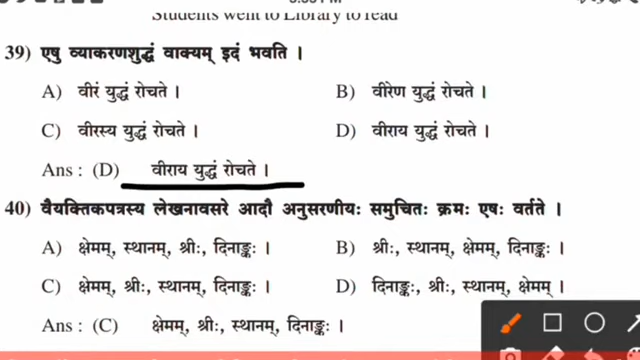 Students went to Library to read
39) एषु व्याकरणशुद्धं वाक्यम् इदं भवति ।
A) वीरं युद्धं रोचते । B) वीरेण युद्धं रोचते ।
C) वीरस्य युद्धं रोचते । D) वीराय युद्धं रोचते ।
Ans : (D) वीराय युद्धं रोचते ।
40) वैयक्तिकपत्रस्य लेखनावसरे आदौ अनुसरणीयः समुचितः क्रमः एषः वर्तते ।
A) क्षेमम्, स्थानम्, श्रीः, दिनाङ्कः । B) श्रीः, स्थानम्, क्षेमम्, दिनाङ्कः ।
C) क्षेमम्, श्रीः, स्थानम्, दिनाङ्कः । D) दिनाङ्कः, श्रीः, स्थानम्, क्षेमम् ।
Ans : (C) क्षेमम्, श्रीः, स्थानम्, दिनाङ्कः ।